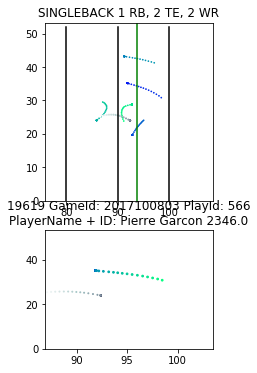 SINGLEBACK 1 RB, 2 TE, 2 WR
50
40
30
20
10
0
80 90 100
19619 GameId: 2017100803 PlayId: 566
PlayerName + ID: Pierre Garcon 2346.0
40
20
0
90 95 100